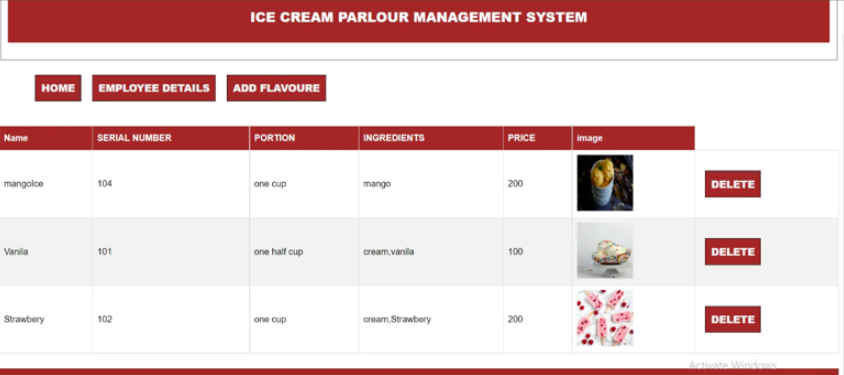 ICE CREAM PARLOUR MANAGEMENT SYSTEM
HOME EMPLOYEE DETAILS ADD FLAVOURE
Name SERIAL NUMBER PORTION INGREDIENTS PRICE image
mangoIce 104 one cup mango 200 DELETE
Vanila 101 one half cup cream,vanila 100 DELETE
Strawbery 102 one cup cream,Strawbery 200 DELETE
Activate Windows